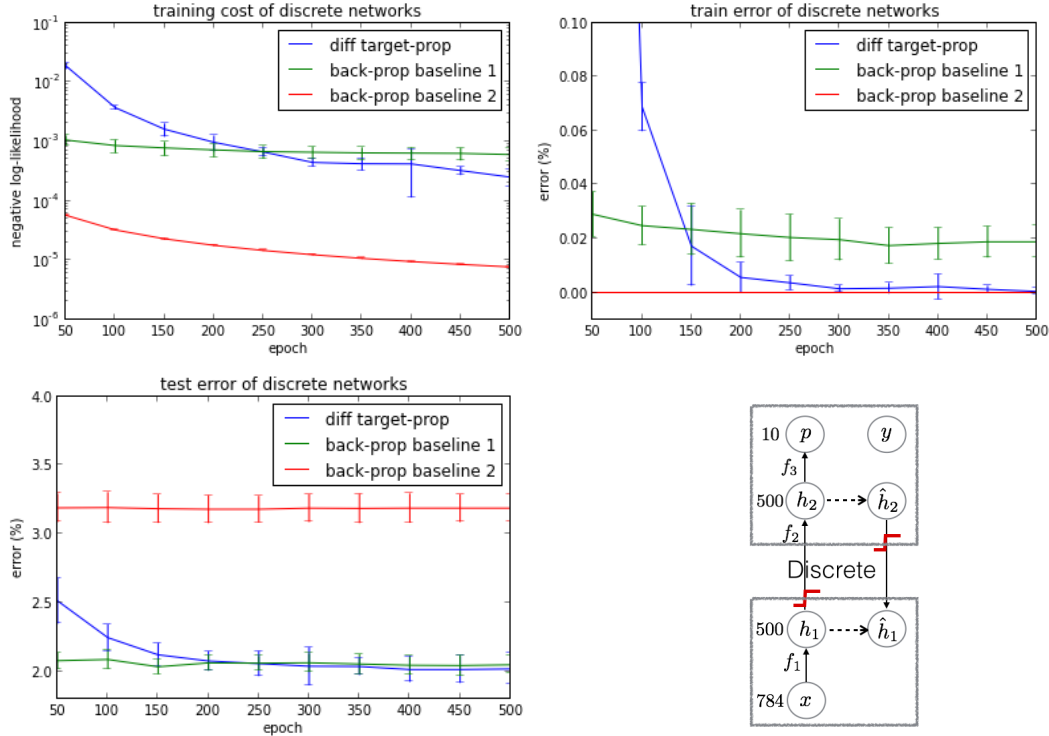 training cost of discrete networks
10^-1
10^-2
10^-3
10^-4
10^-5
10^-6
negative log-likelihood
diff target-prop
back-prop baseline 1
back-prop baseline 2
50 100 150 200 250 300 350 400 450 500
epoch
train error of discrete networks
0.10
0.08
0.06
0.04
0.02
0.00
error (%)
diff target-prop
back-prop baseline 1
back-prop baseline 2
50 100 150 200 250 300 350 400 450 500
epoch
test error of discrete networks
4.0
3.5
3.0
2.5
2.0
error (%)
diff target-prop
back-prop baseline 1
back-prop baseline 2
50 100 150 200 250 300 350 400 450 500
epoch
10 p y
f₃
500 h₂ ĥ₂
f₂
Discrete
500 h₁ ĥ₁
f₁
784 x